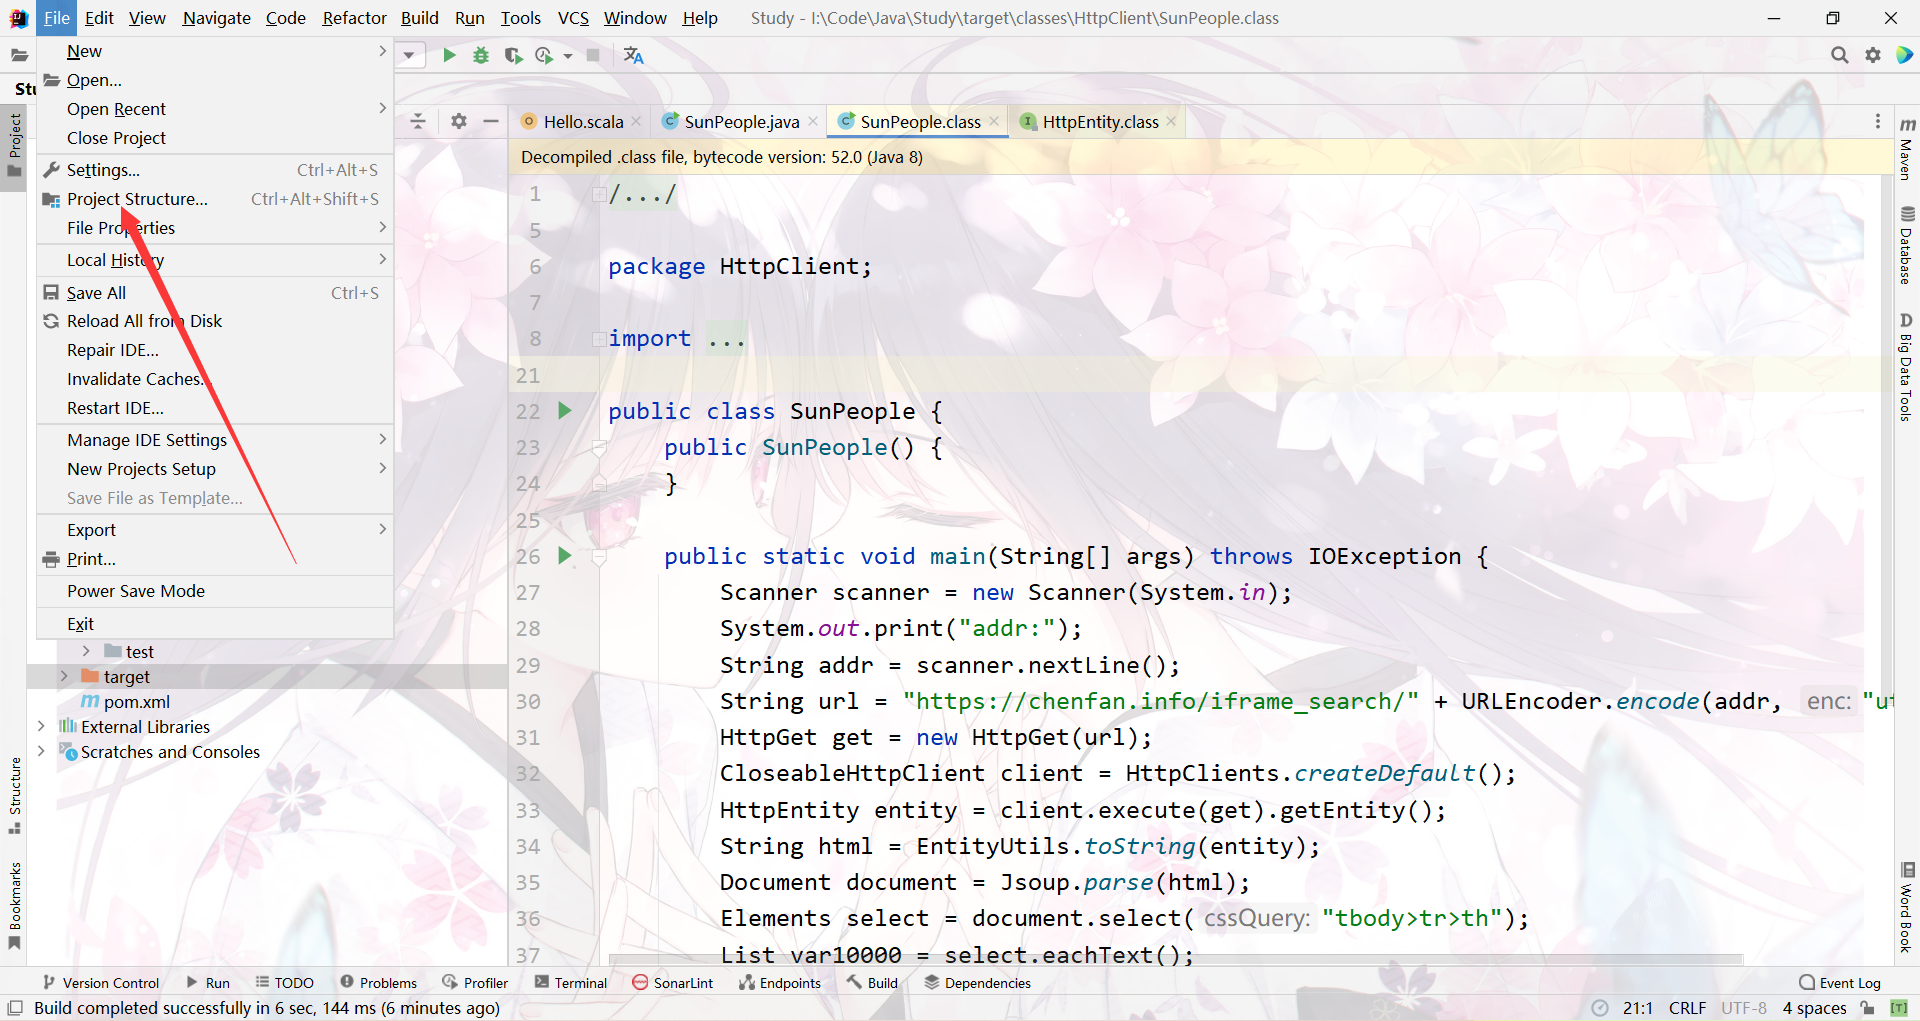 File Edit View Navigate Code Refactor Build Run Tools VCS Window Help Study - I:\Code\Java\Study\target\classes\HttpClient\SunPeople.class
New
Open...
Open Recent
Close Project
Settings... Ctrl+Alt+S
Project Structure... Ctrl+Alt+Shift+S
File Properties
Local History
Save All Ctrl+S
Reload All from Disk
Repair IDE...
Invalidate Caches...
Restart IDE...
Manage IDE Settings
New Projects Setup
Save File as Template...
Export
Print...
Power Save Mode
Exit
test
target
pom.xml
External Libraries
Scratches and Consoles
Project
Structure
Bookmarks
Hello.scala SunPeople.java SunPeople.class HttpEntity.class
Decompiled .class file, bytecode version: 52.0 (Java 8)
1 /.../
5
6 package HttpClient;
7
8 import ...
21
22 public class SunPeople {
23 public SunPeople() {
24 }
25
26 public static void main(String[] args) throws IOException {
27 Scanner scanner = new Scanner(System.in);
28 System.out.print("addr:");
29 String addr = scanner.nextLine();
30 String url = "https://chenfan.info/iframe_search/" + URLEncoder.encode(addr, enc: "ut
31 HttpGet get = new HttpGet(url);
32 CloseableHttpClient client = HttpClients.createDefault();
33 HttpEntity entity = client.execute(get).getEntity();
34 String html = EntityUtils.toString(entity);
35 Document document = Jsoup.parse(html);
36 Elements select = document.select( cssQuery: "tbody>tr>th");
37 List var10000 = select.eachText();
Maven
Database
Big Data Tools
Word Book
Version Control Run TODO Problems Profiler Terminal SonarLint Endpoints Build Dependencies Event Log
Build completed successfully in 6 sec, 144 ms (6 minutes ago) 21:1 CRLF UTF-8 4 spaces